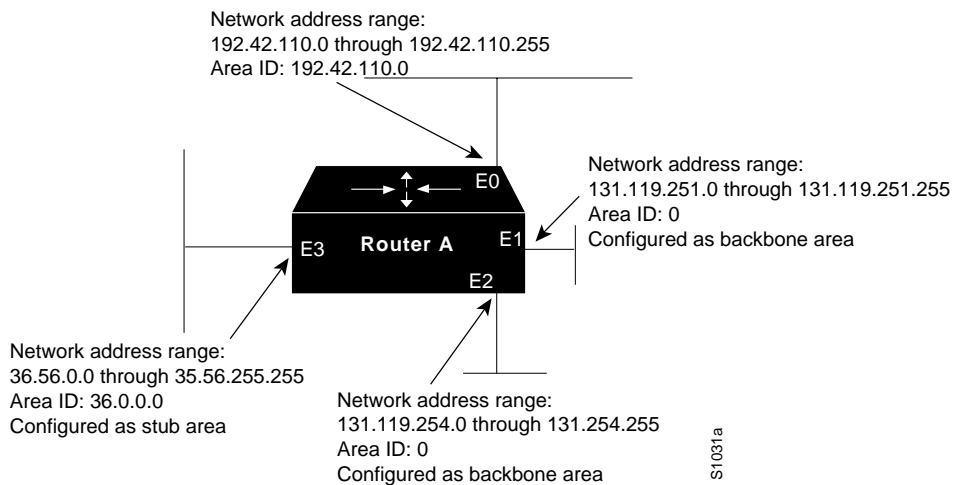 Network address range:
192.42.110.0 through 192.42.110.255
Area ID: 192.42.110.0
E0
Network address range:
131.119.251.0 through 131.119.251.255
Area ID: 0
Configured as backbone area
E3
Router A
E1
E2
Network address range:
36.56.0.0 through 35.56.255.255
Area ID: 36.0.0.0
Configured as stub area
Network address range:
131.119.254.0 through 131.254.255
Area ID: 0
Configured as backbone area
S1031a